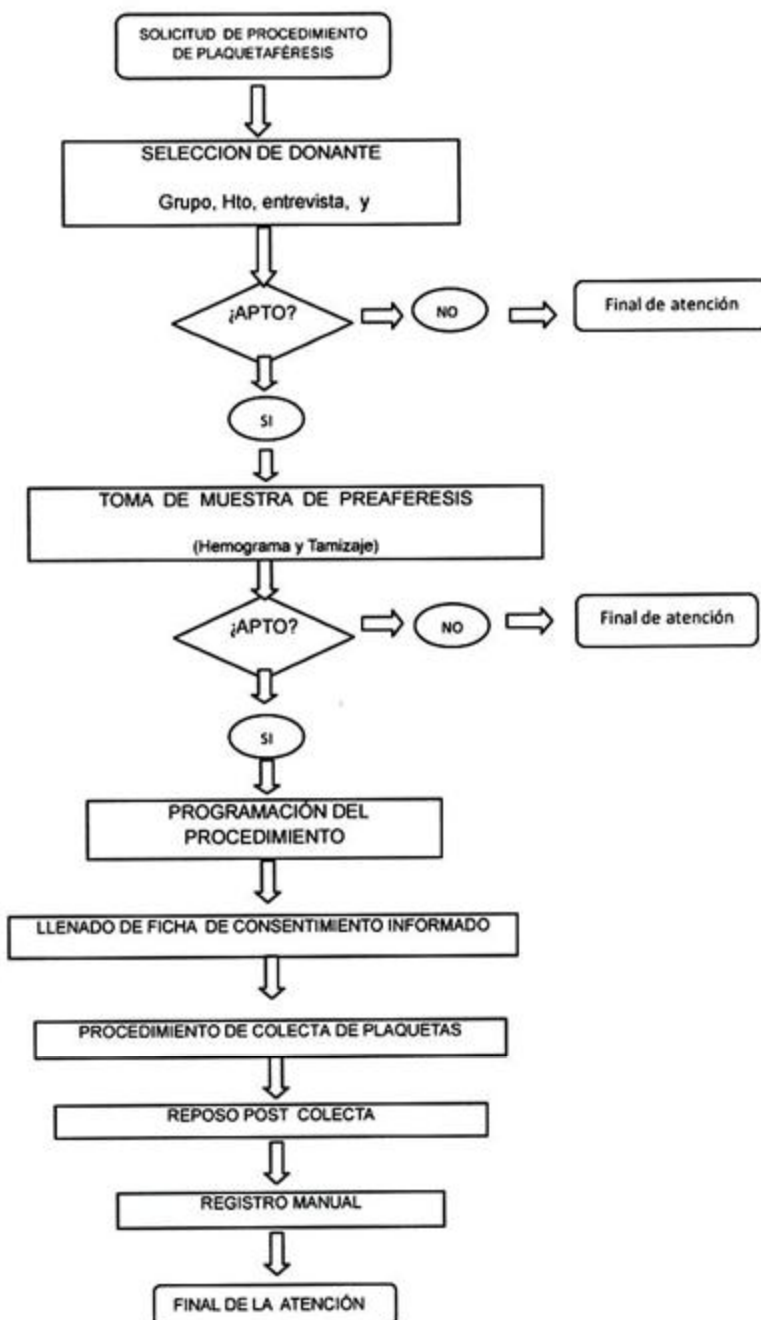 SOLICITUD DE PROCEDIMIENTO
DE PLAQUETAFÉRESIS
SELECCION DE DONANTE
Grupo, Hto, entrevista, y
¿APTO?
NO
Final de atención
SI
TOMA DE MUESTRA DE PREAFERESIS
(Hemograma y Tamizaje)
¿APTO?
NO
Final de atención
SI
PROGRAMACIÓN DEL
PROCEDIMIENTO
LLENADO DE FICHA DE CONSENTIMIENTO INFORMADO
PROCEDIMIENTO DE COLECTA DE PLAQUETAS
REPOSO POST COLECTA
REGISTRO MANUAL
FINAL DE LA ATENCIÓN